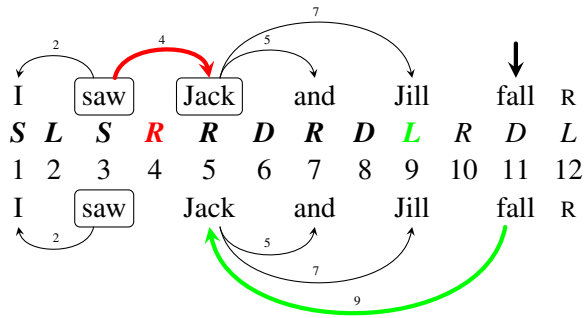 2 4 5 7
I saw Jack and Jill fall R
S L S R R D R D L R D L
1 2 3 4 5 6 7 8 9 10 11 12
I saw Jack and Jill fall R
2 5
7
9